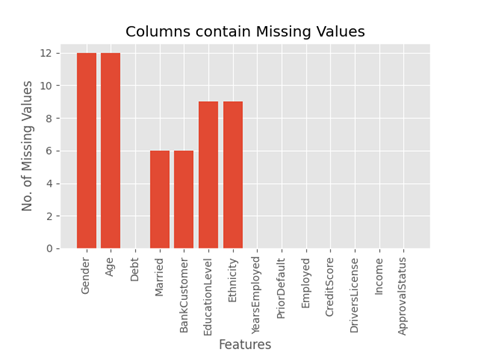 Columns contain Missing Values
No. of Missing Values
12
10
8
6
4
2
0
Gender
Age
Debt
Married
BankCustomer
EducationLevel
Ethnicity
YearsEmployed
PriorDefault
Employed
CreditScore
DriversLicense
Income
ApprovalStatus
Features